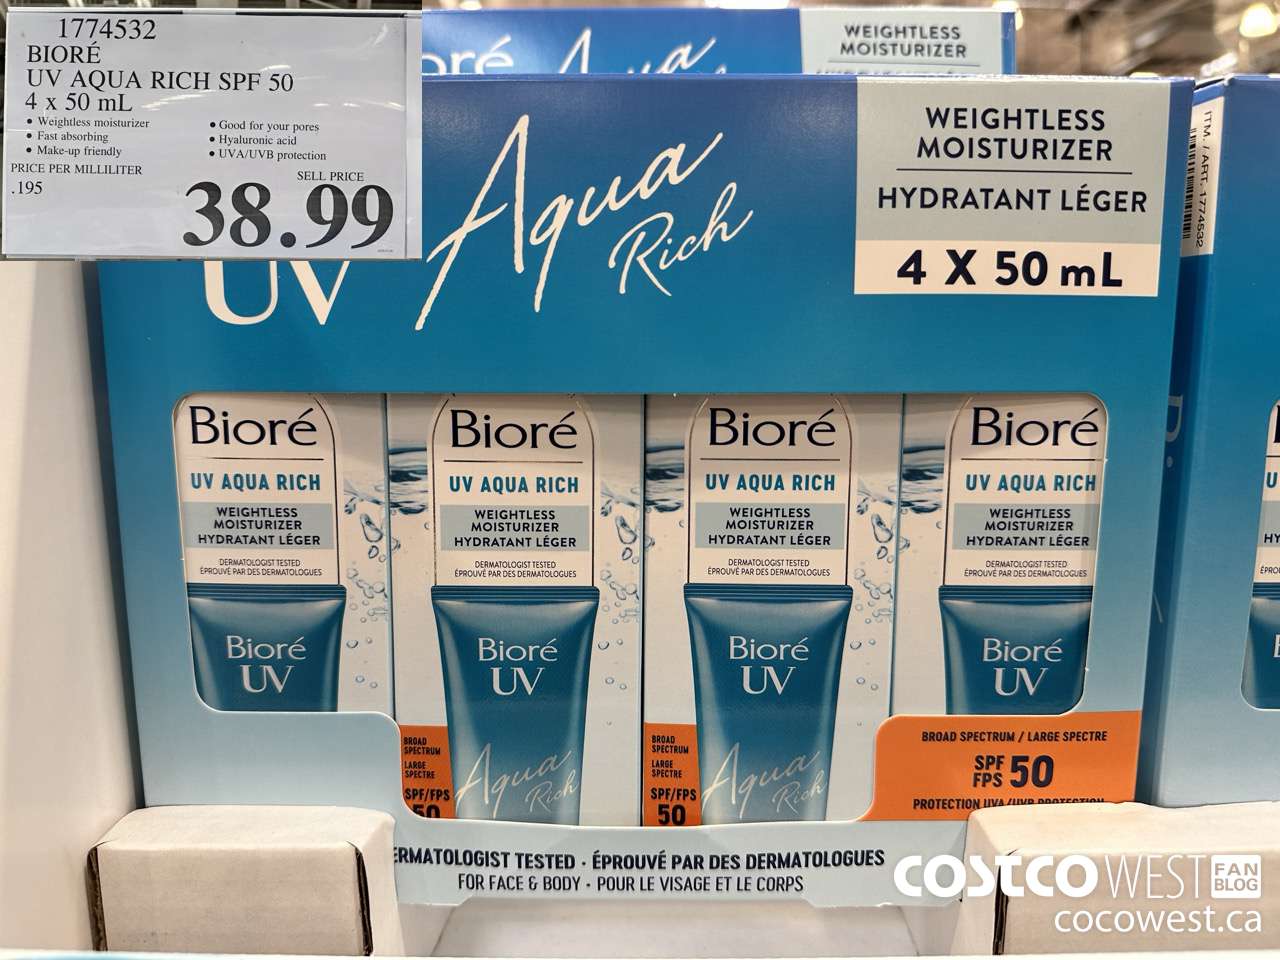 1774532
BIORÉ
UV AQUA RICH SPF 50
4 x 50 mL
• Weightless moisturizer
• Fast absorbing
• Make-up friendly
• Good for your pores
• Hyaluronic acid
• UVA/UVB protection
PRICE PER MILLILITER
.195
SELL PRICE
38.99
WEIGHTLESS
MOISTURIZER
UV Aqua
Rich
WEIGHTLESS
MOISTURIZER
HYDRATANT LÉGER
4 X 50 mL
ITM. / ART. 1774532
Bioré
UV AQUA RICH
WEIGHTLESS
MOISTURIZER
HYDRATANT LÉGER
DERMATOLOGIST TESTED
ÉPROUVÉ PAR DES DERMATOLOGUES
Bioré
UV
Bioré
UV AQUA RICH
WEIGHTLESS
MOISTURIZER
HYDRATANT LÉGER
DERMATOLOGIST TESTED
ÉPROUVÉ PAR DES DERMATOLOGUES
Bioré
UV
Aqua
Rich
BROAD
SPECTRUM
LARGE
SPECTRE
SPF/FPS
50
Bioré
UV AQUA RICH
WEIGHTLESS
MOISTURIZER
HYDRATANT LÉGER
DERMATOLOGIST TESTED
ÉPROUVÉ PAR DES DERMATOLOGUES
Bioré
UV
Aqua
Rich
BROAD
SPECTRUM
LARGE
SPECTRE
SPF/FPS
50
Bioré
UV AQUA RICH
WEIGHTLESS
MOISTURIZER
HYDRATANT LÉGER
DERMATOLOGIST TESTED
ÉPROUVÉ PAR DES DERMATOLOGUES
Bioré
UV
BROAD SPECTRUM / LARGE SPECTRE
SPF
FPS 50
PROTECTION UVA/UVB PROTECTION
ERMATOLOGIST TESTED · ÉPROUVÉ PAR DES DERMATOLOGUES
FOR FACE & BODY · POUR LE VISAGE ET LE CORPS
COSTCO WEST FAN BLOG
cocowest.ca